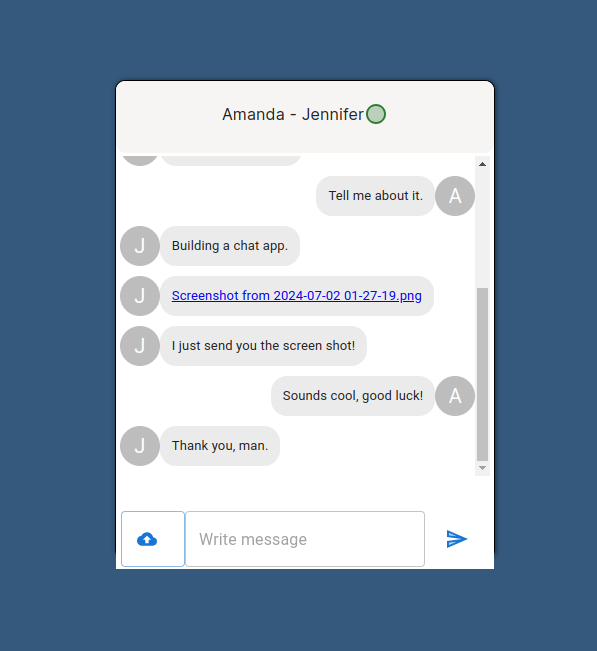 Amanda - Jennifer
Tell me about it.
A
J
Building a chat app.
J
Screenshot from 2024-07-02 01-27-19.png
J
I just send you the screen shot!
Sounds cool, good luck!
A
J
Thank you, man.
Write message